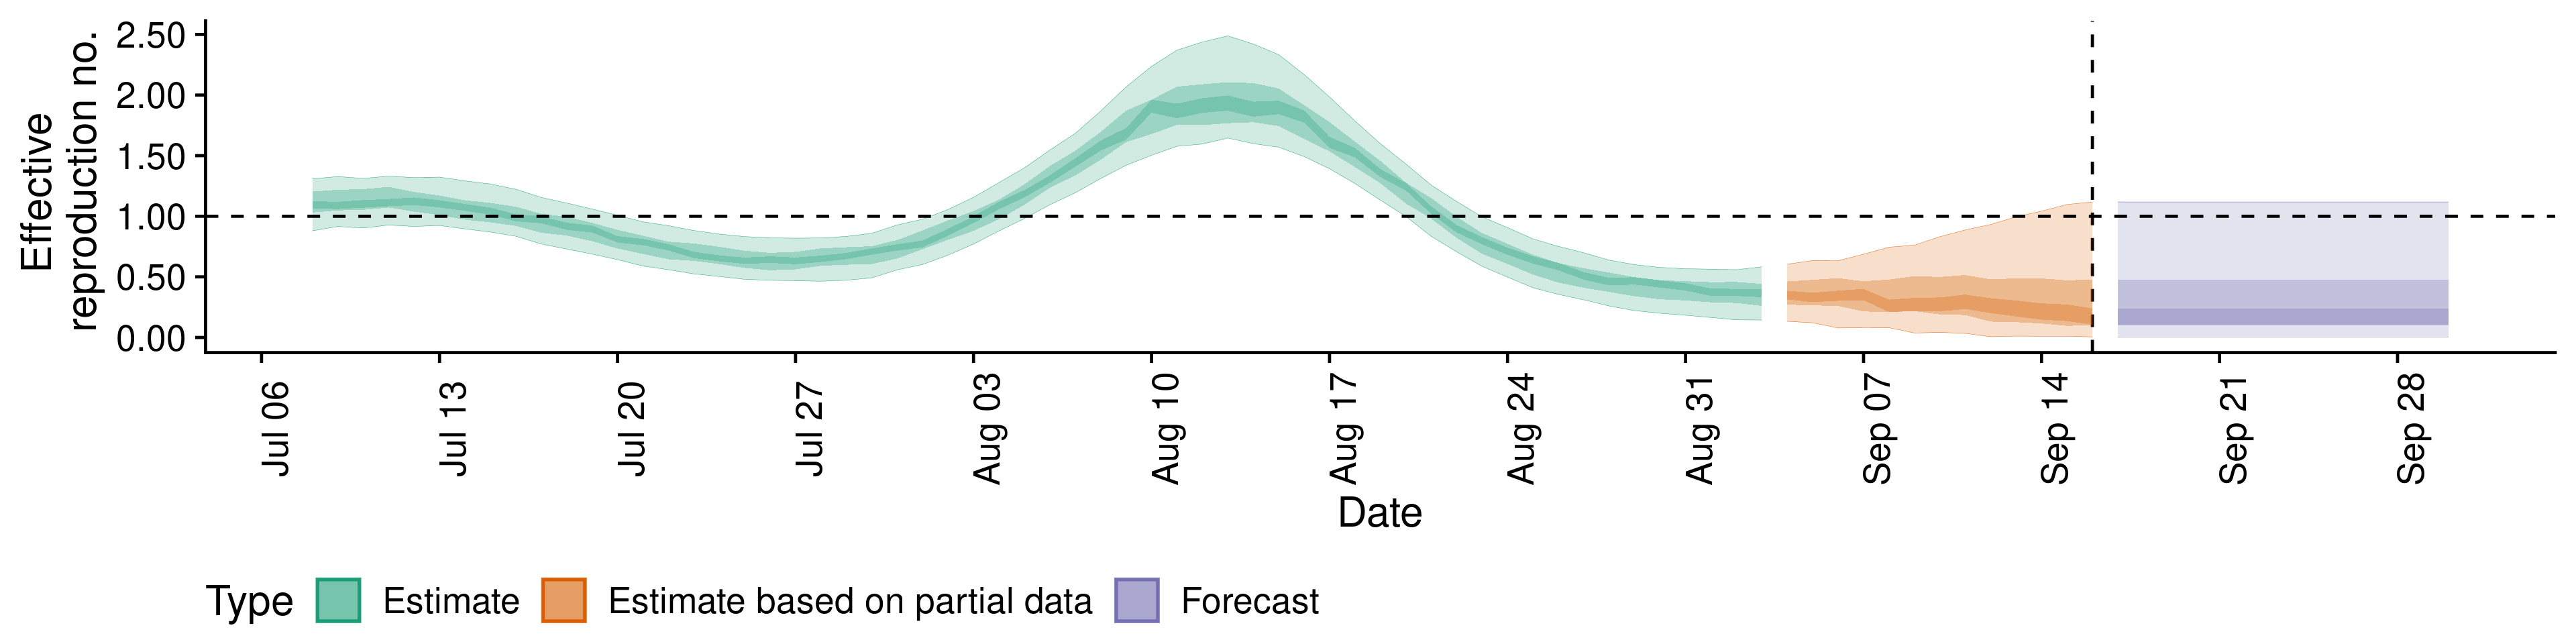 Effective
reproduction no.
2.50
2.00
1.50
1.00
0.50
0.00
Jul 06
Jul 13
Jul 20
Jul 27
Aug 03
Aug 10
Aug 17
Aug 24
Aug 31
Sep 07
Sep 14
Sep 21
Sep 28
Date
Type Estimate Estimate based on partial data Forecast